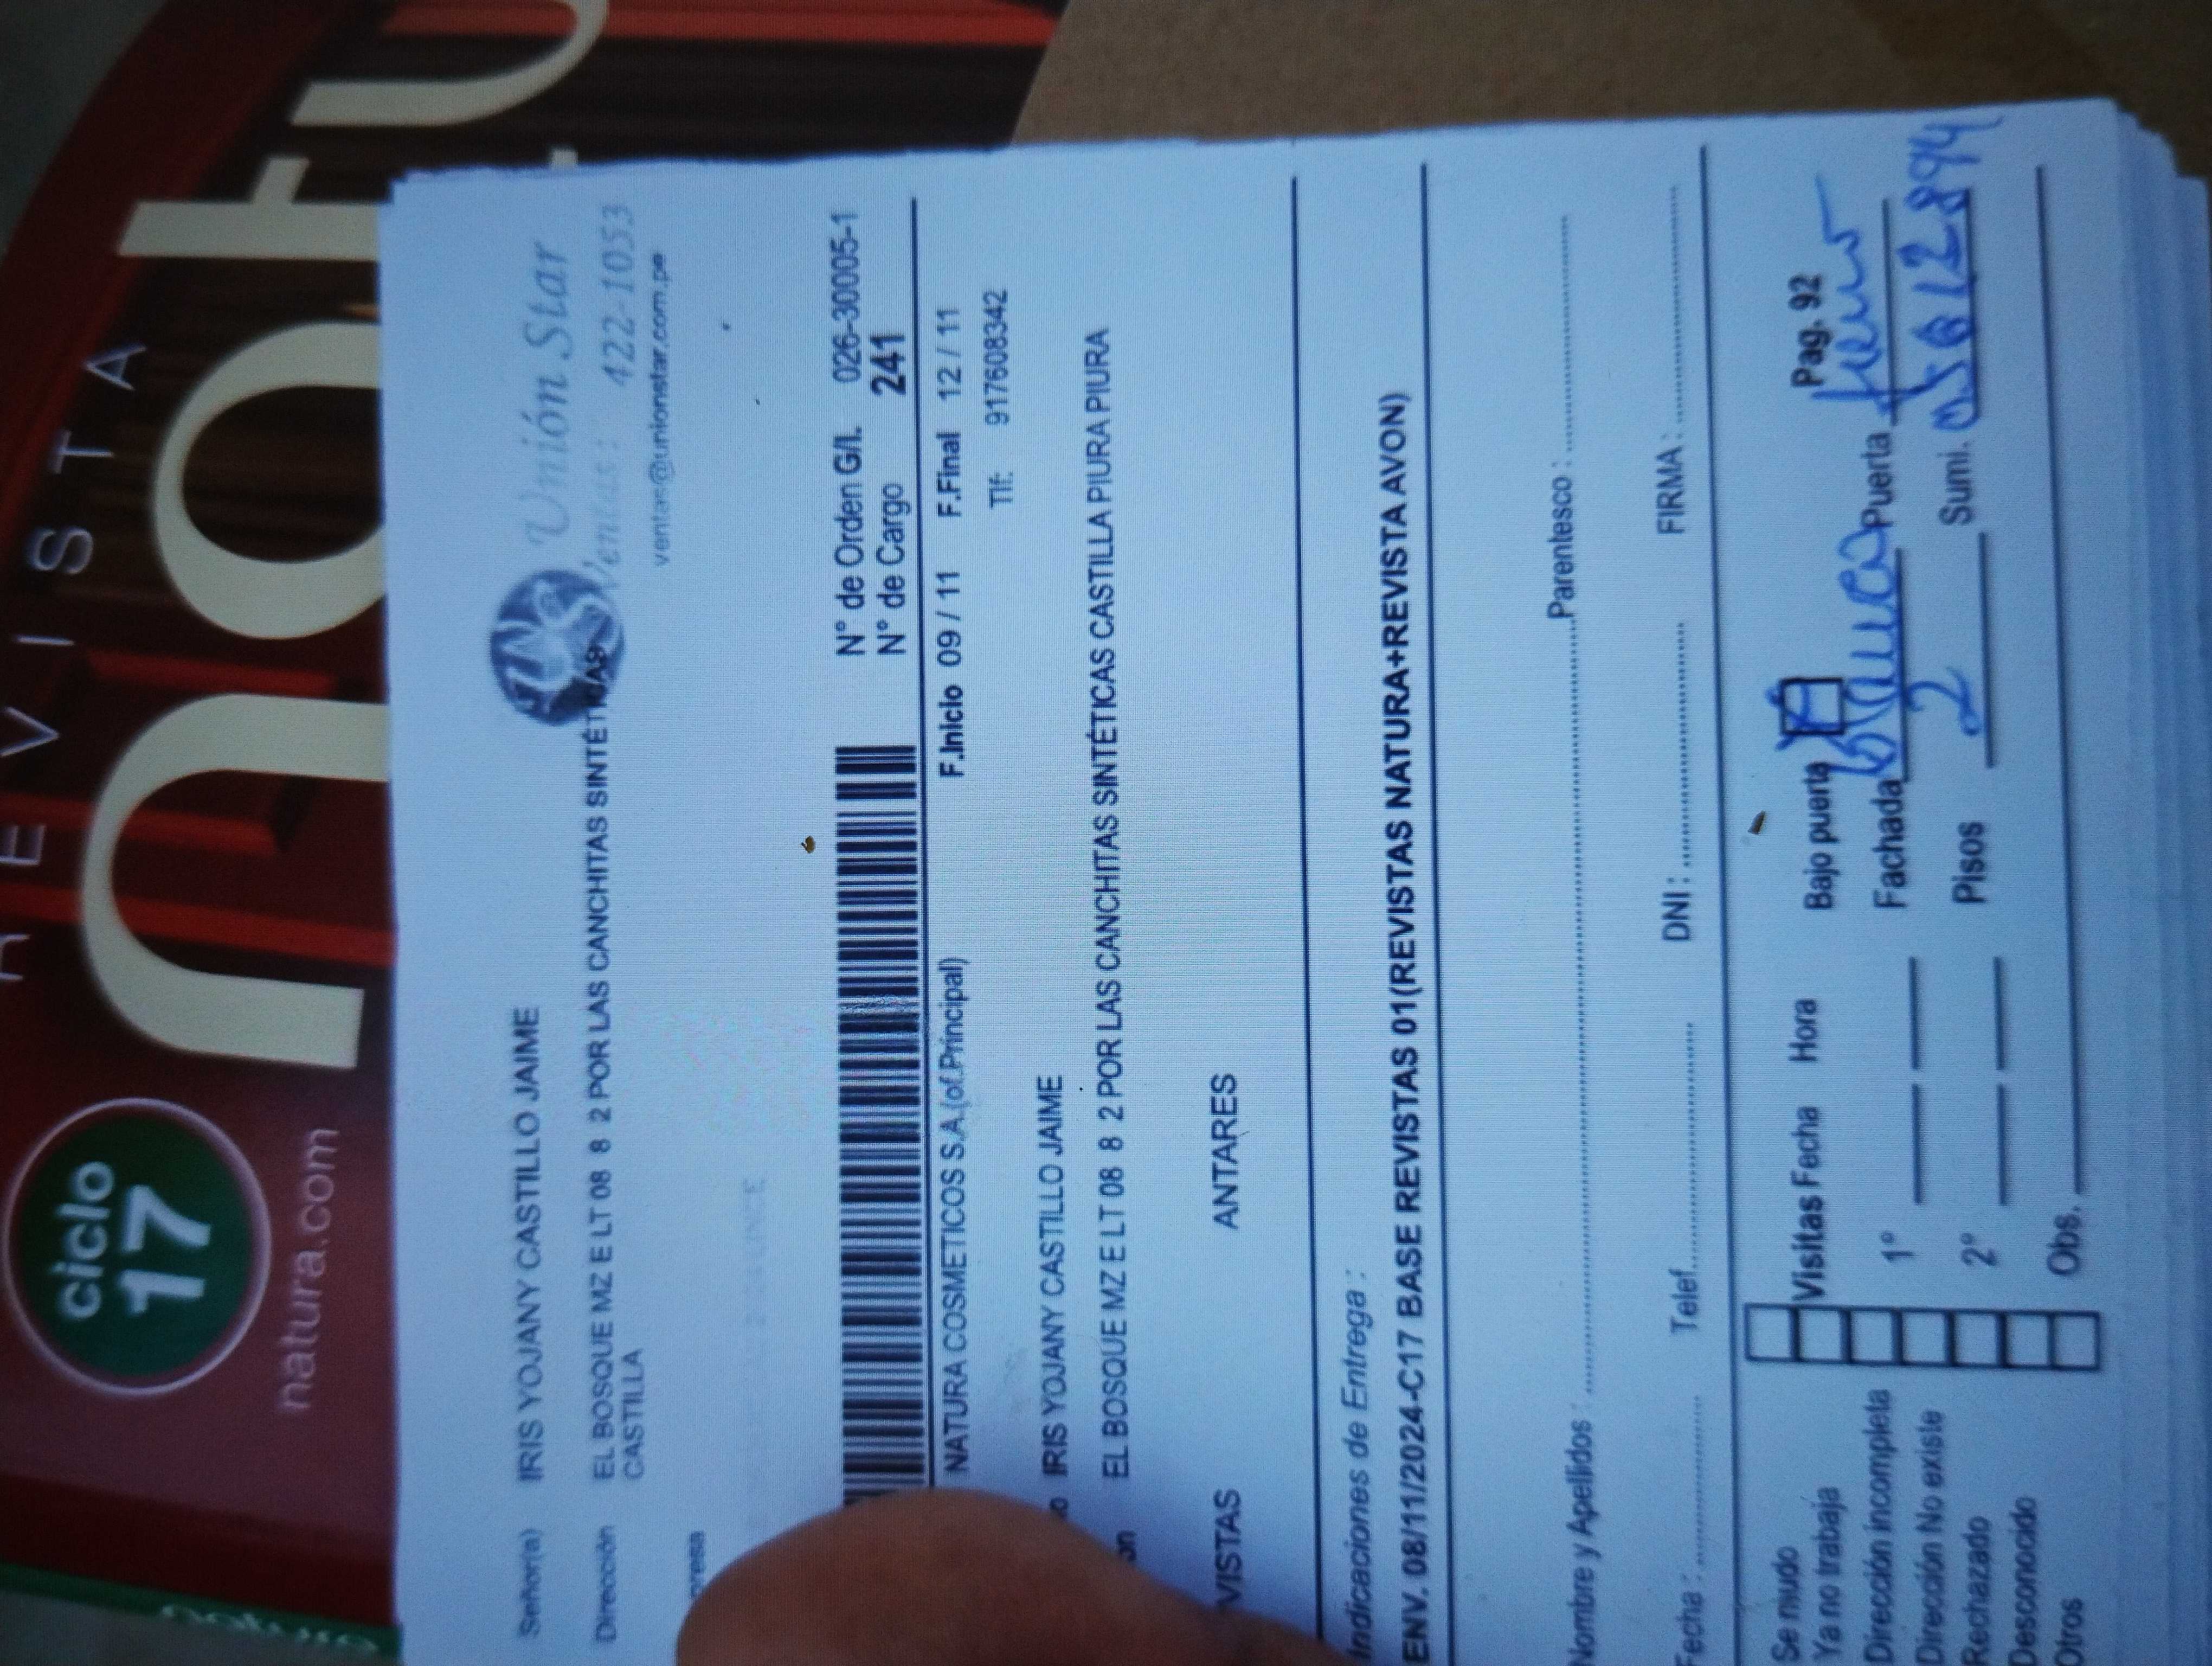 REVISTA
natu
ciclo
17
natura.com
natura
Unión Star
Ventas: 422-1053
ventas@unionstar.com.pe
Señor(a) IRIS YOJANY CASTILLO JAIME
Dirección EL BOSQUE MZ E LT 08 8 2 POR LAS CANCHITAS SINTÉTICAS
CASTILLA
N° de Orden G/L 026-30005-1
N° de Cargo 241
NATURA COSMETICOS S.A.(of.Principal) F.Inicio 09 / 11 F.Final 12 / 11
Tlf: 917608342
IRIS YOJANY CASTILLO JAIME
EL BOSQUE MZ E LT 08 8 2 POR LAS CANCHITAS SINTÉTICAS CASTILLA PIURA PIURA
VISTAS ANTARES
Indicaciones de Entrega :
ENV. 08/11/2024-C17 BASE REVISTAS 01(REVISTAS NATURA+REVISTA AVON)
Nombre y Apellidos : Parentesco :
Fecha : Telef. DNI : FIRMA :
Pag. 92
Se mudo Visitas Fecha Hora Bajo puerta
Ya no trabaja
Dirección incompleta 1° Fachada Blanca Puerta fierro
Dirección No existe
Rechazado 2° Pisos 2 Sumi.
Desconocido
Otros Obs.